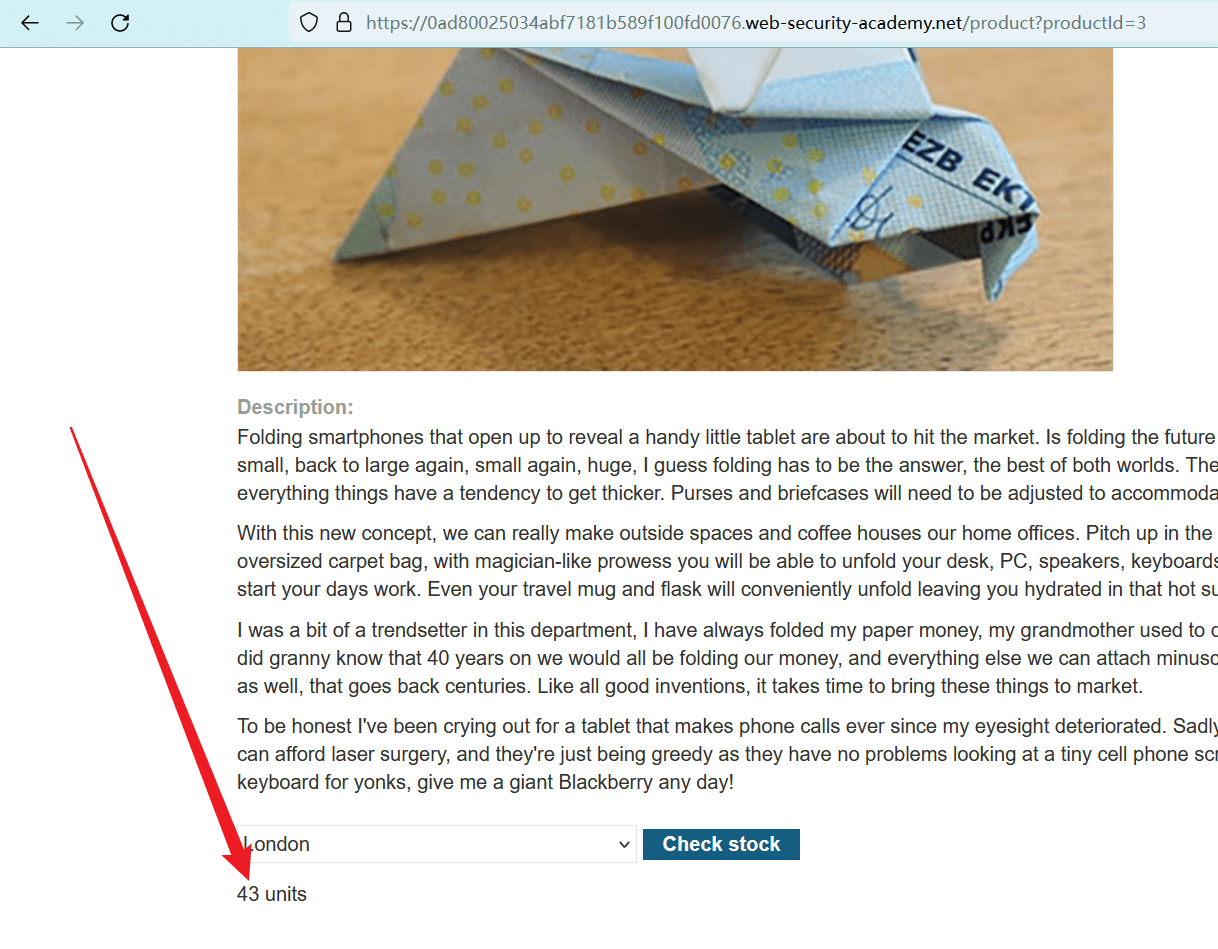 https://0ad80025034abf7181b589f100fd0076.web-security-academy.net/product?productId=3
EZB EKT
EKP
Description:
Folding smartphones that open up to reveal a handy little tablet are about to hit the market. Is folding the future
small, back to large again, small again, huge, I guess folding has to be the answer, the best of both worlds. The
everything things have a tendency to get thicker. Purses and briefcases will need to be adjusted to
With this new concept, we can really make outside spaces and coffee houses our home offices. Pitch up in the
oversized carpet bag, with magician-like prowess you will be able to unfold your desk, PC, speakers, keyboards
start your days work. Even your travel mug and flask will conveniently unfold leaving you hydrated in that hot
I was a bit of a trendsetter in this department, I have always folded my paper money, my grandmother used to
did granny know that 40 years on we would all be folding our money, and everything else we can attach
as well, that goes back centuries. Like all good inventions, it takes time to bring these things to market.
To be honest I've been crying out for a tablet that makes phone calls ever since my eyesight deteriorated. Sadly
can afford laser surgery, and they're just being greedy as they have no problems looking at a tiny cell phone
keyboard for yonks, give me a giant Blackberry any day!
London Check stock
43 units